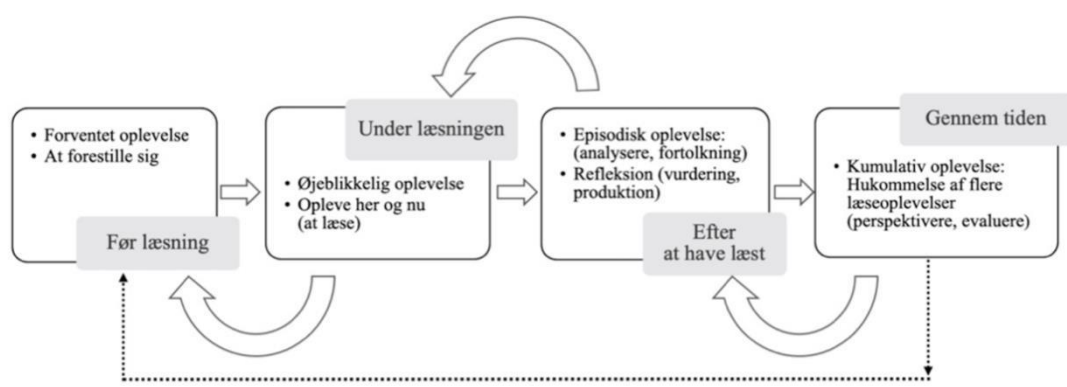 • Forventet oplevelse
• At forestille sig
Før læsning
Under læsningen
• Øjeblikkelig oplevelse
• Opleve her og nu
(at læse)
• Episodisk oplevelse:
(analysere, fortolkning)
• Refleksion (vurdering,
produktion)
Efter
at have læst
Gennem tiden
• Kumulativ oplevelse:
Hukommelse af flere
læseoplevelser
(perspektivere, evaluere)